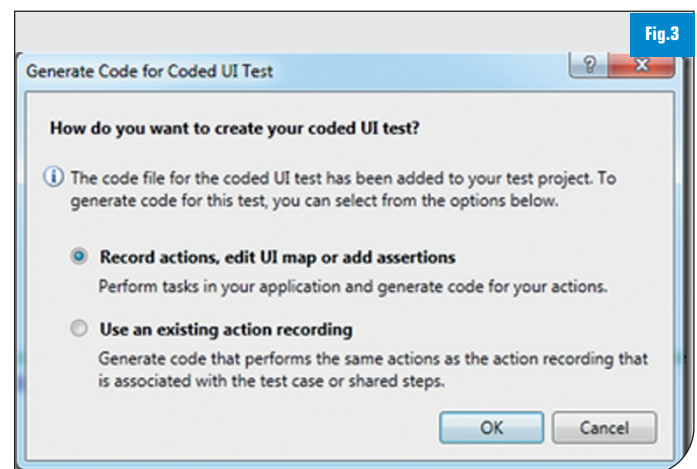 Fig.3
Generate Code for Coded UI Test
How do you want to create your coded UI test?
The code file for the coded UI test has been added to your test project. To
generate code for this test, you can select from the options below.
Record actions, edit UI map or add assertions
Perform tasks in your application and generate code for your actions.
Use an existing action recording
Generate code that performs the same actions as the action recording that
is associated with the test case or shared steps.
OK Cancel